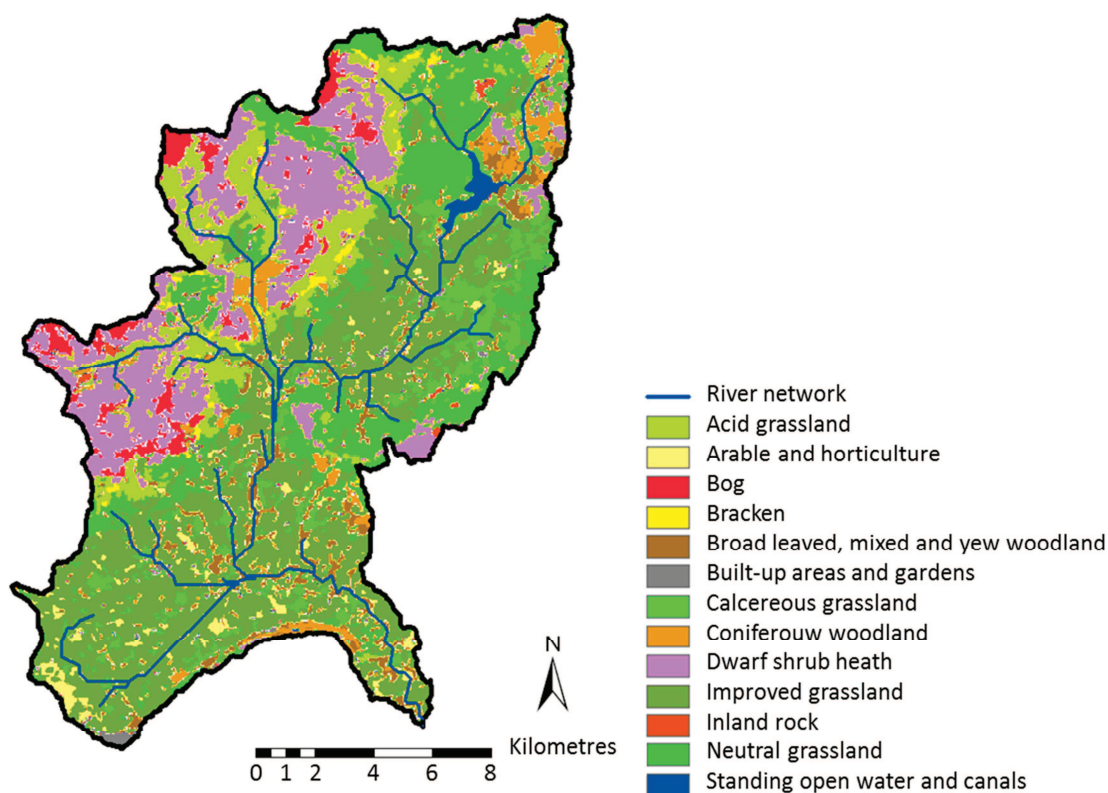 River network
Acid grassland
Arable and horticulture
Bog
Bracken
Broad leaved, mixed and yew woodland
Built-up areas and gardens
Calcereous grassland
Coniferouw woodland
Dwarf shrub heath
Improved grassland
Inland rock
Neutral grassland
Standing open water and canals
N
Kilometres
0 1 2 4 6 8